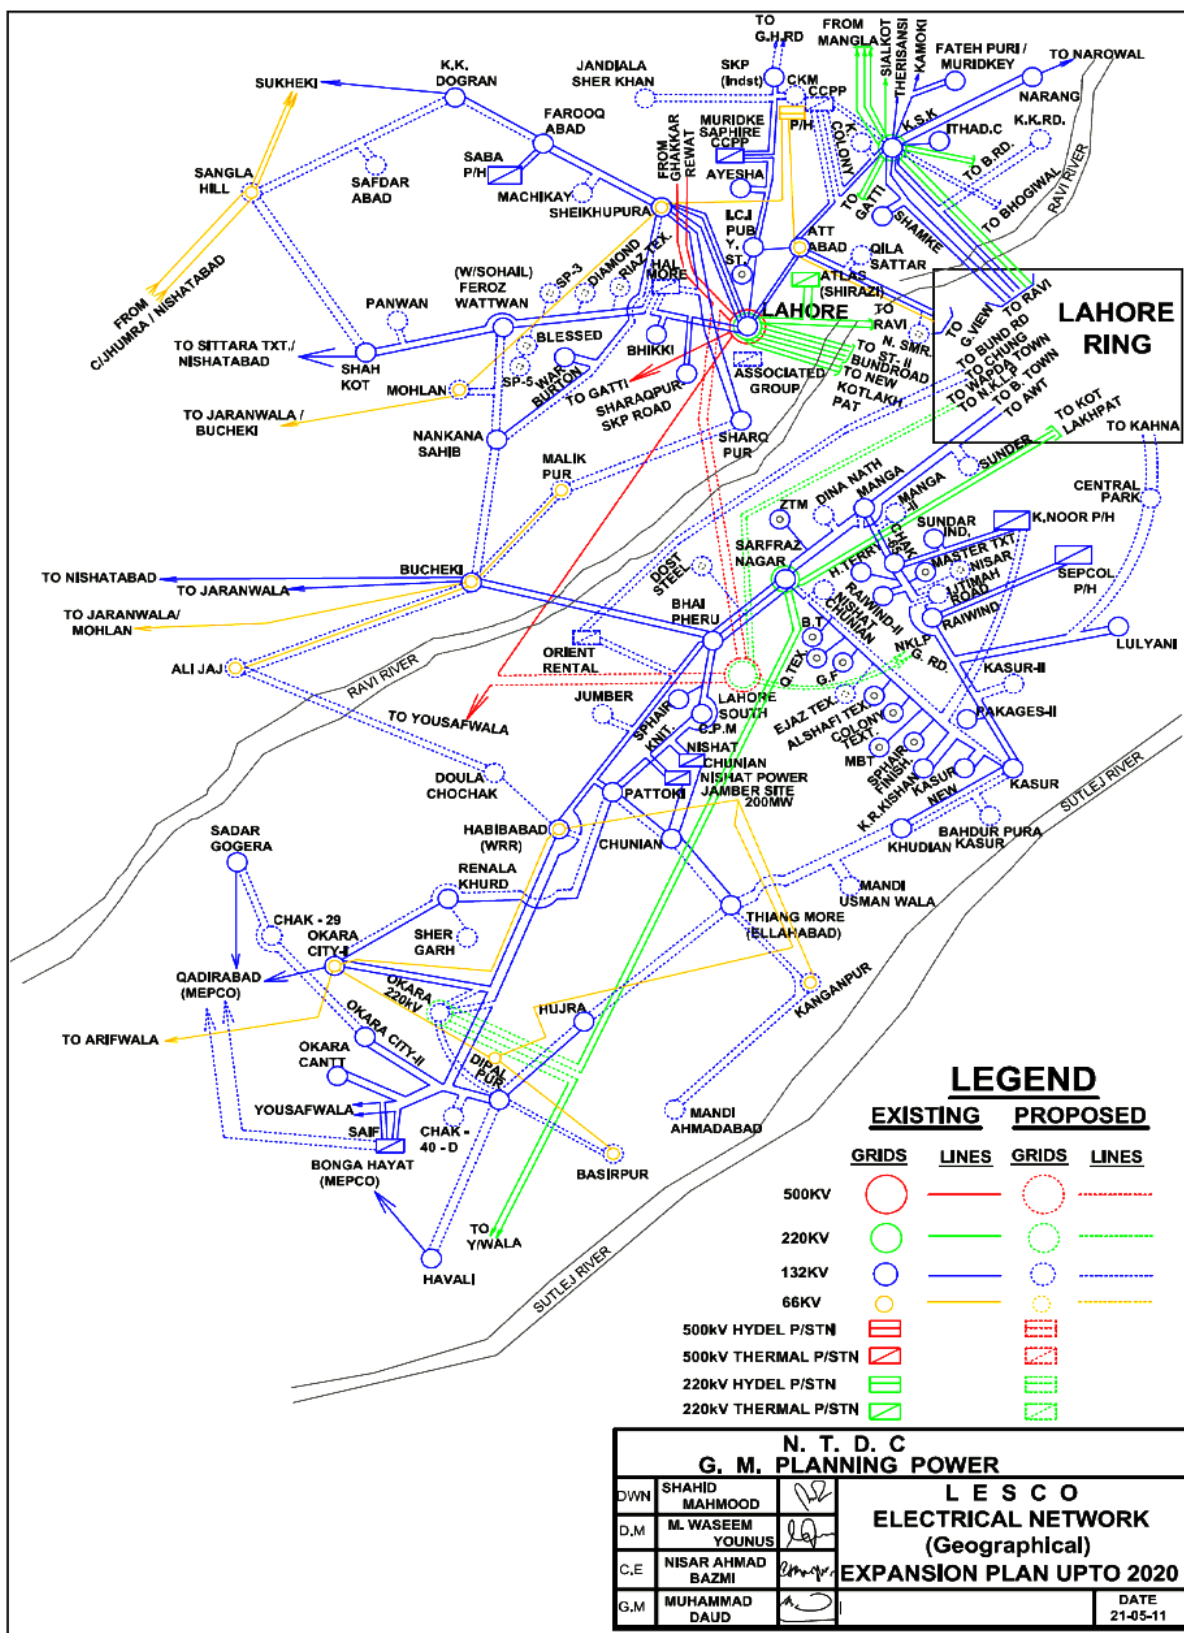 TO
G.H.RD
FROM
MANGLA
SIALKOT
THERISANSI
KAMOKI
FATEH PURI /
MURIDKEY
TO NAROWAL
SUKHEKI
K.K.
DOGRAN
JANDIALA
SHER KHAN
SKP
(Indst)
CKM
CCPP
P/H
NARANG
K.S.K
ITHAD.C
K.K.RD.
FAROOQ
ABAD
MURIDKE
SAPHIRE
CCPP
K.
COLONY
FROM
GHAKKAR
REWAT
SABA
P/H
SANGLA
HILL
SAFDAR
ABAD
MACHIKAY
SHEIKHUPURA
AYESHA
TO B.RD.
TO BHOGIWAL
RAVI RIVER
TO
GATTI
SHAMKE
I.C.I
PUB
Y.
ST.
ATT
ABAD
QILA
SATTAR
FROM
C/JHUMRA / NISHATABAD
(W/SOHAIL)
FEROZ
WATTWAN
SP-3
DIAMOND
RIAZ TEX.
HAL
MORE
ATLAS
(SHIRAZI)
PANWAN
LAHORE
TO
RAVI
N. SMR.
TO
G.VIEW
TO RAVI
LAHORE
RING
TO SITTARA TXT./
NISHATABAD
SHAH
KOT
BLESSED
BHIKKI
ASSOCIATED
GROUP
TO
ST- II
BUNDROAD
TO NEW
KOTLAKH
PAT
TO BUND RD
TO CHUNG
TO WAPDA TOWN
TO N.K.L.P
TO B. TOWN
TO AWT
MOHLAN
SP-5
WAR
BURTON
TO GATTI
SHARAQPUR
SKP ROAD
TO JARANWALA /
BUCHEKI
NANKANA
SAHIB
SHARQ
PUR
TO KOT
LAKHPAT
TO KAHNA
MALIK
PUR
SUNDER
DINA NATH
MANGA
MANGA
-II
ZTM
CENTRAL
PARK
SUNDAR
IND.
K.NOOR P/H
SARFRAZ
NAGAR
H.TERRY
CHAK
65
MASTER TXT.
NISAR
LITIMAH
ROAD
SEPCOL
P/H
TO NISHATABAD
BUCHEKI
TO JARANWALA
DOST
STEEL
RAIWIND-II
RAIWIND
TO JARANWALA/
MOHLAN
BHAI
PHERU
NISHAT
CHUNIAN
B.T
Q.TEX.
G.F
NKLP
G. RD.
LULYANI
ALI JAJ
RAVI RIVER
ORIENT
RENTAL
KASUR-II
JUMBER
SPHAIR
KNIT.
LAHORE
SOUTH
C.P.M
EJAZ TEX.
ALSHAFI TEX
COLONY
TEXT.
PAKAGES-II
TO YOUSAFWALA
MBT
SPHAIR
FINISH.
NISHAT
CHUNIAN
NISHAT POWER
JAMBER SITE
200MW
DOULA
CHOCHAK
PATTOKI
K.R.KISHAN
KASUR
NEW
KASUR
SUTLEJ RIVER
SADAR
GOGERA
HABIBABAD
(WRR)
CHUNIAN
KHUDIAN
BAHDUR PURA
KASUR
RENALA
KHURD
MANDI
USMAN WALA
CHAK - 29
OKARA
CITY-I
SHER
GARH
THIANG MORE
(ELLAHABAD)
QADIRABAD
(MEPCO)
OKARA
220kV
KANGANPUR
HUJRA
TO ARIFWALA
OKARA CITY-II
OKARA
CANTT
DIPAL
PUR
YOUSAFWALA
SAIF
CHAK -
40 - D
MANDI
AHMADABAD
BONGA HAYAT
(MEPCO)
BASIRPUR
TO
Y/WALA
HAVALI
SUTLEJ RIVER
LEGEND
EXISTING PROPOSED
GRIDS LINES GRIDS LINES
500KV
220KV
132KV
66KV
500kV HYDEL P/STN
500kV THERMAL P/STN
220kV HYDEL P/STN
220kV THERMAL P/STN
N. T. D. C
G. M. PLANNING POWER
DWN SHAHID
MAHMOOD
D.M M. WASEEM
YOUNUS
C.E NISAR AHMAD
BAZMI
G.M MUHAMMAD
DAUD
L E S C O
ELECTRICAL NETWORK
(Geographical)
EXPANSION PLAN UPTO 2020
DATE
21-05-11